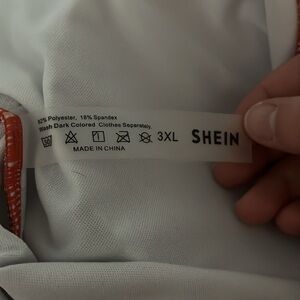 82% Polyester, 18% Spandex
Wash Dark Colored Clothes Separately
3XL SHEIN
MADE IN CHINA